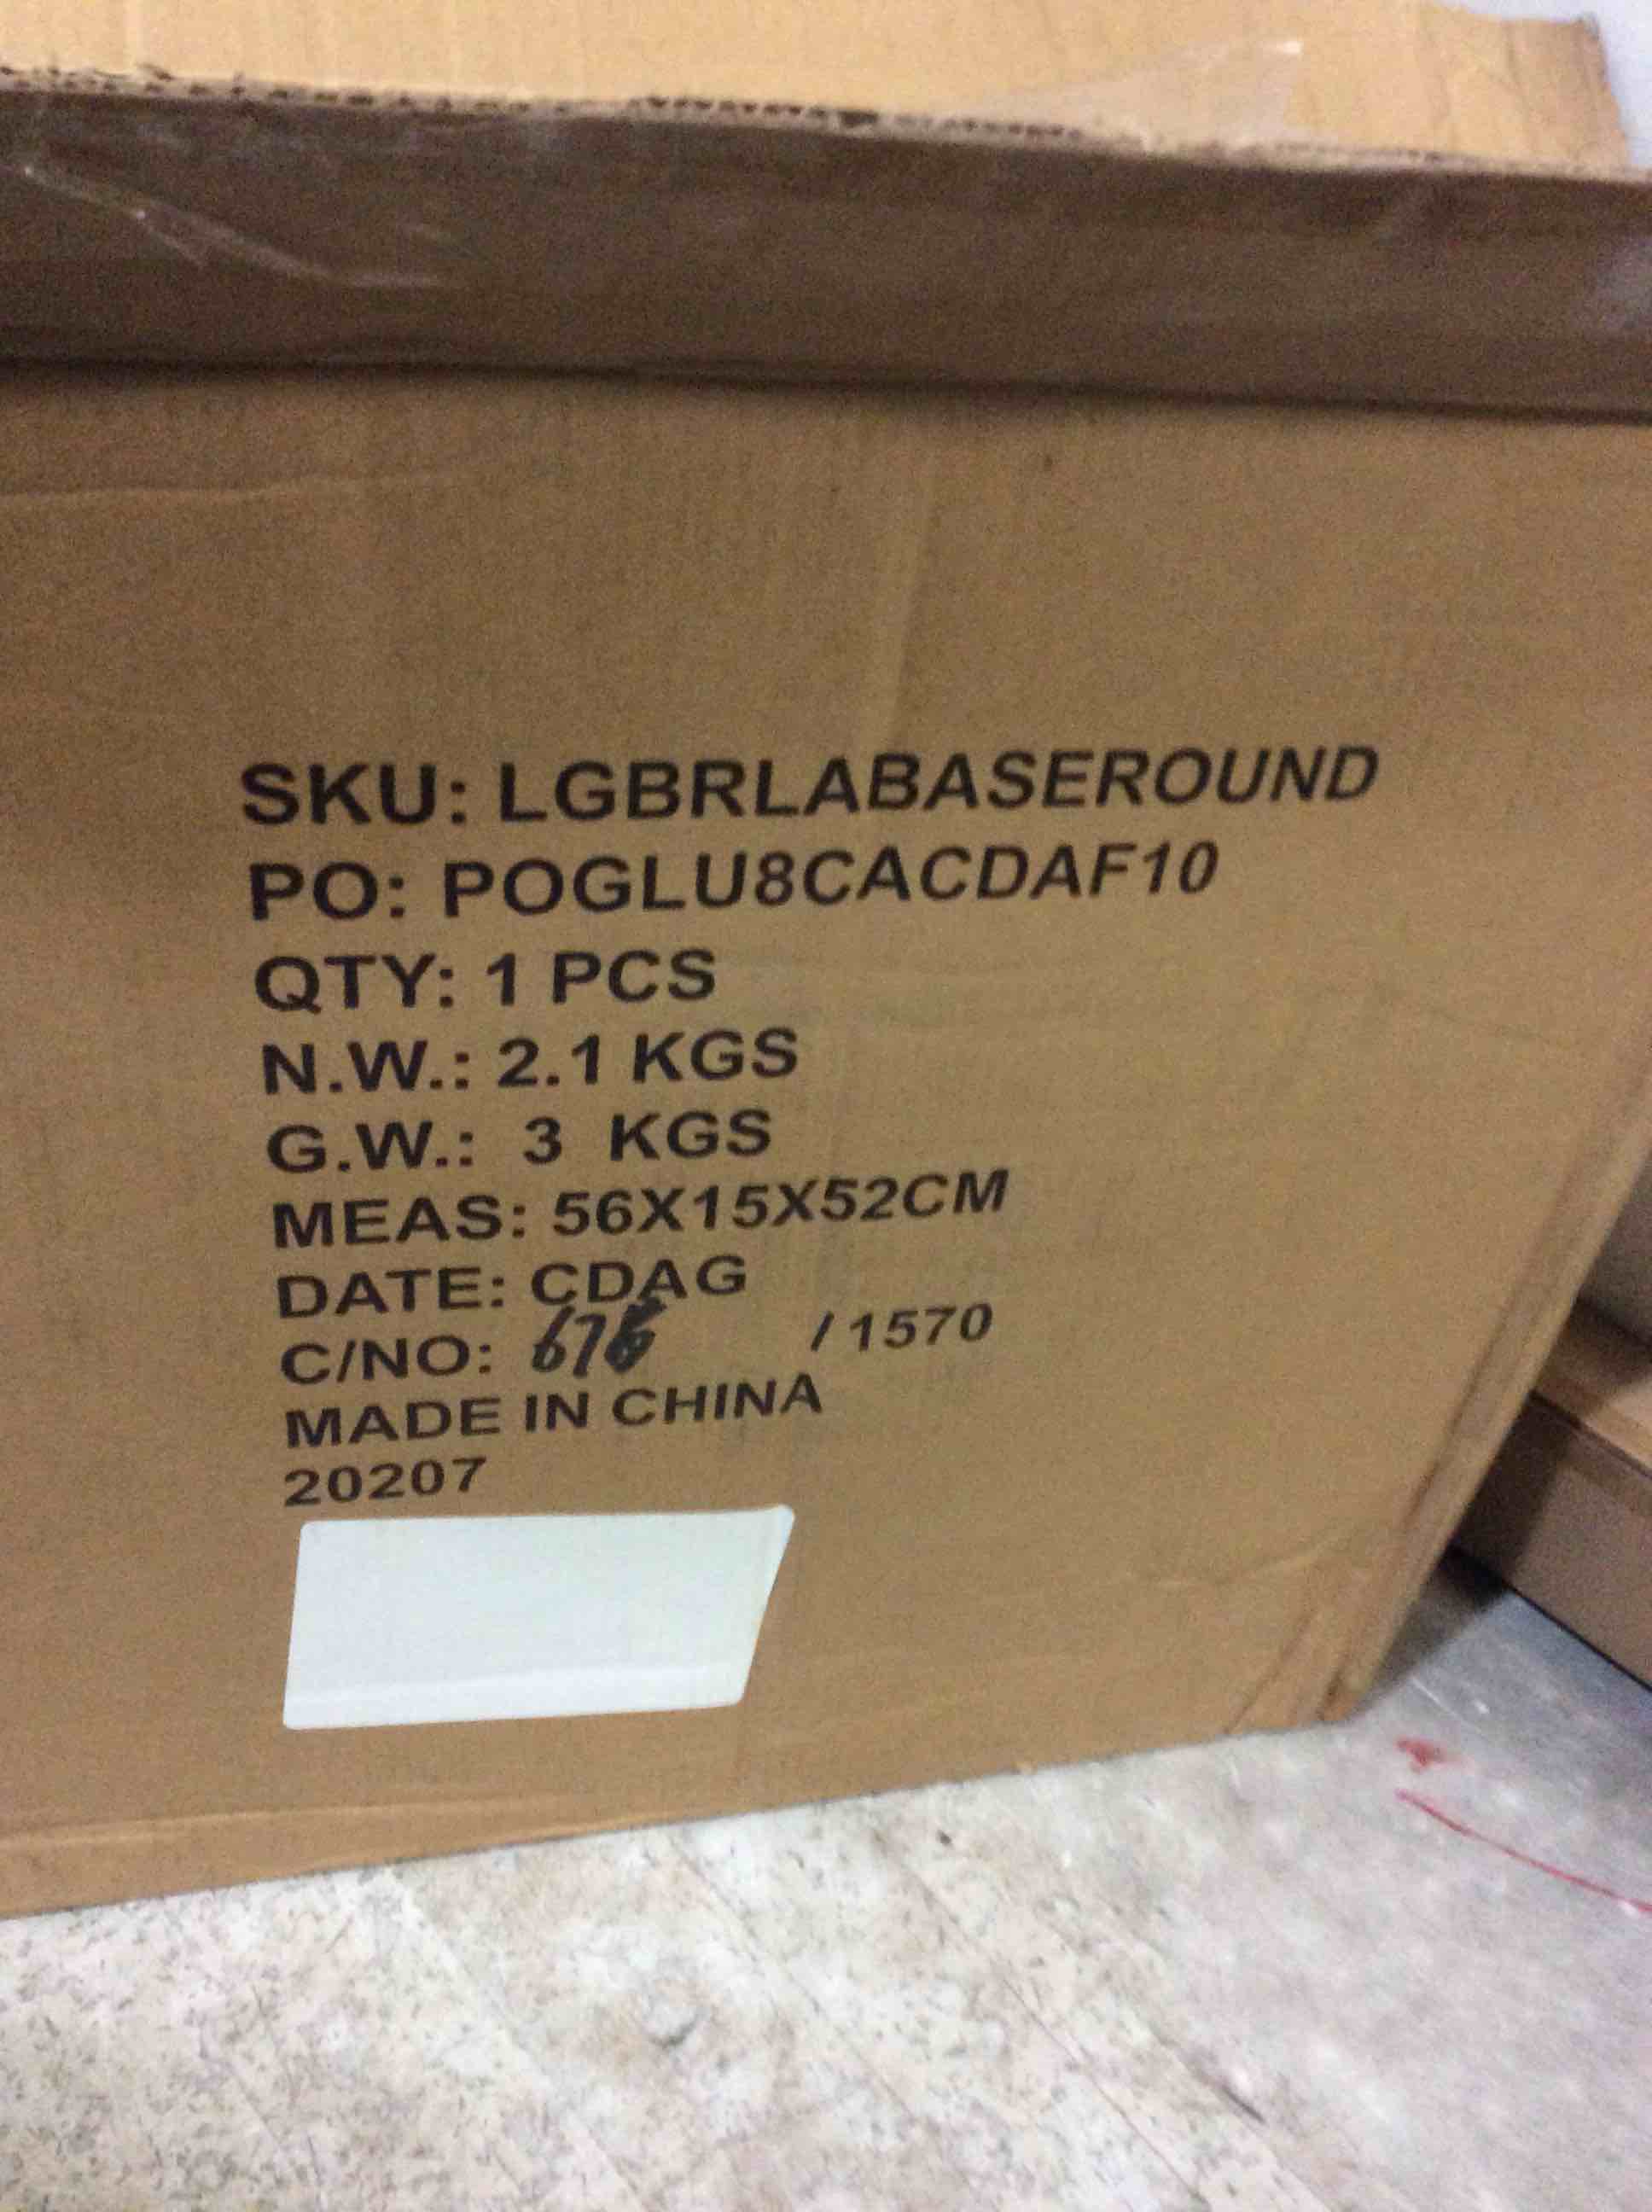 SKU: LGBRLABASEROUND
PO: POGLU8CACDAF10
QTY: 1 PCS
N.W.: 2.1 KGS
G.W.: 3 KGS
MEAS: 56X15X52CM
DATE: CDAG
C/NO: /1570
MADE IN CHINA
20207